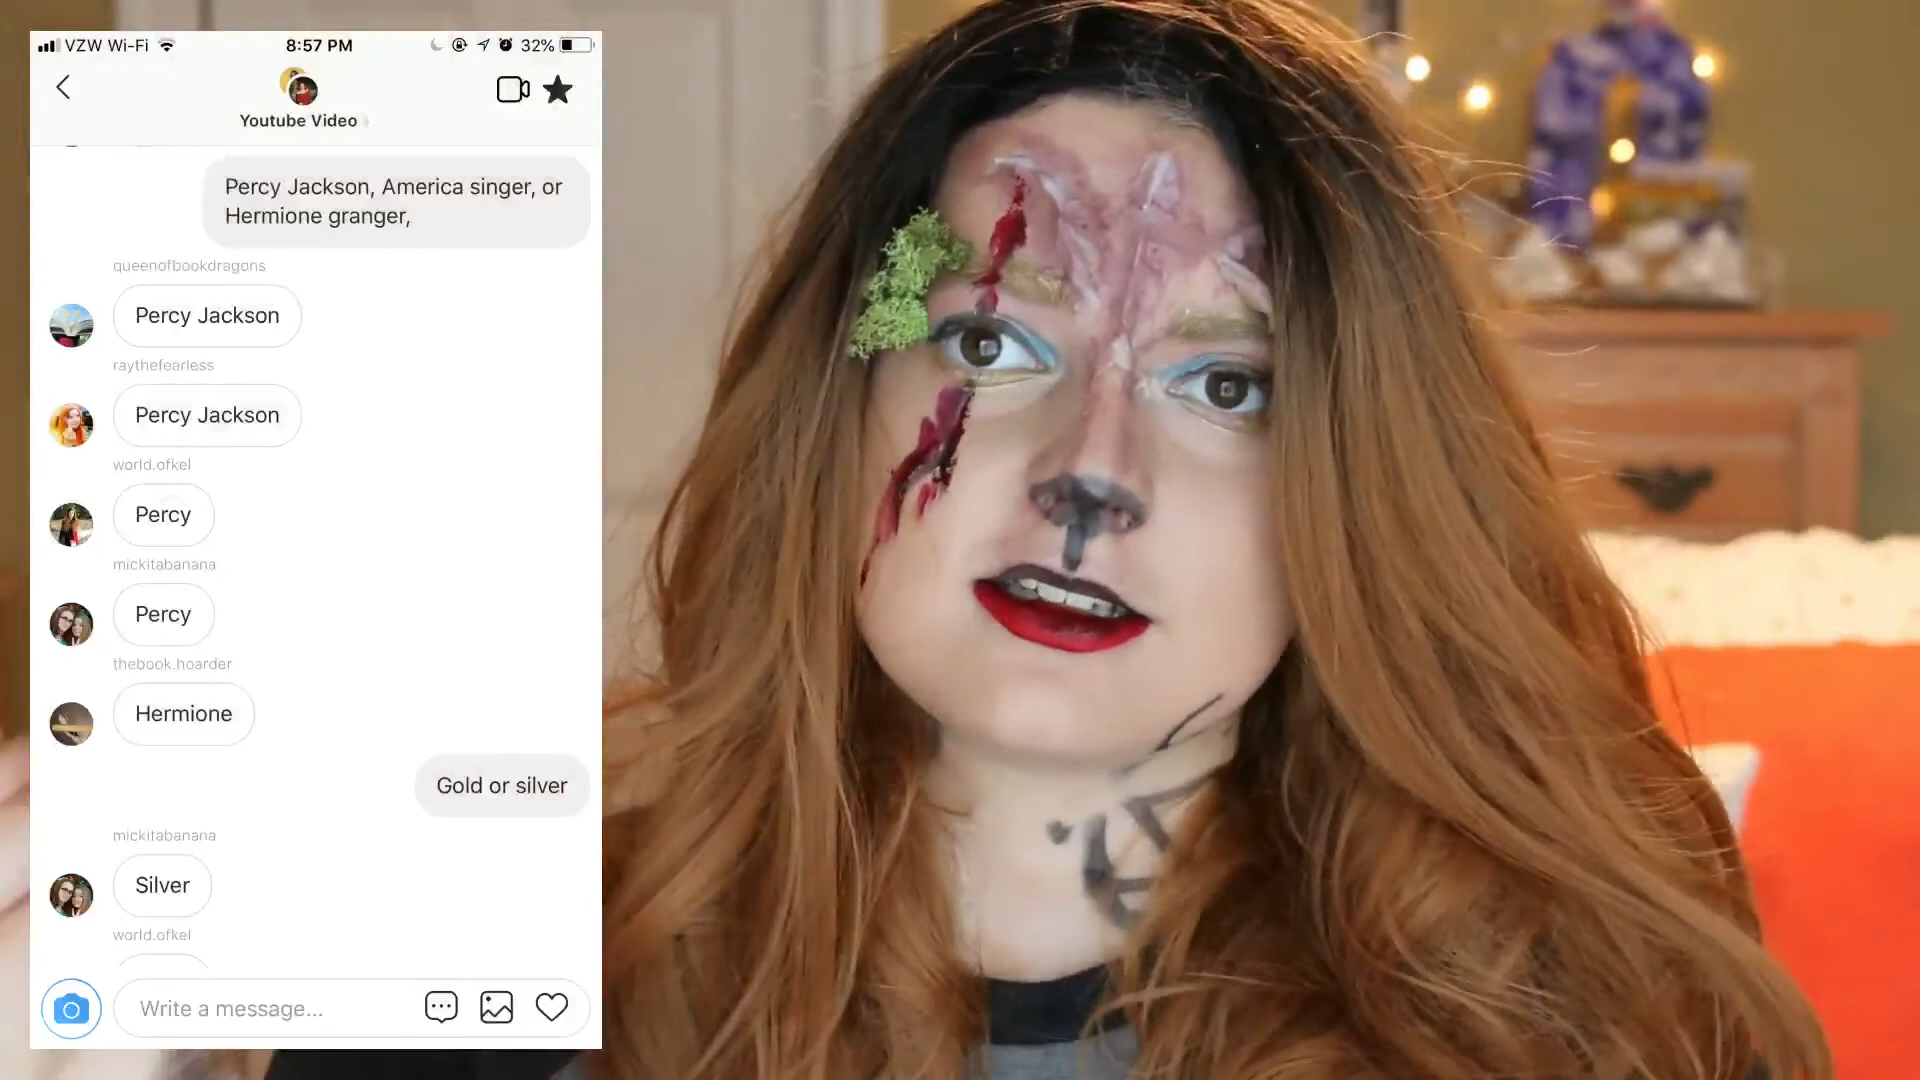 VZW Wi-Fi
8:57 PM
32%
Youtube Video
Percy Jackson, America singer, or
Hermione granger,
queenofbookdragons
Percy Jackson
raythefearless
Percy Jackson
world.ofkel
Percy
mickitabanana
Percy
thebook.hoarder
Hermione
Gold or silver
mickitabanana
Silver
world.ofkel
Write a message...